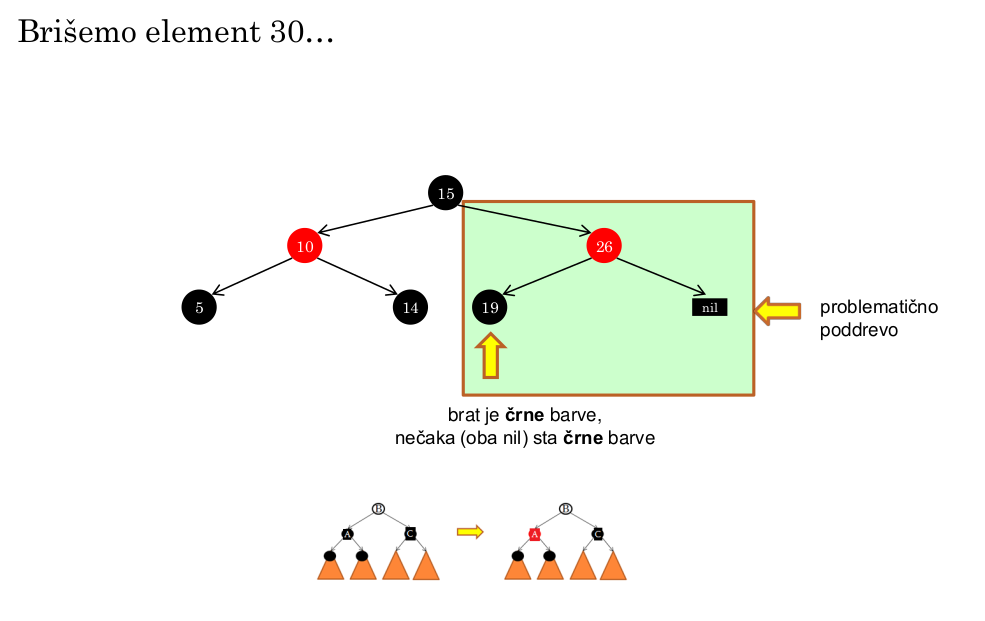 Brišemo element 30...
15
10
26
5
14
19
nil
problematično
poddrevo
brat je črne barve,
nečaka (oba nil) sta črne barve
B
B
A
C
A
C